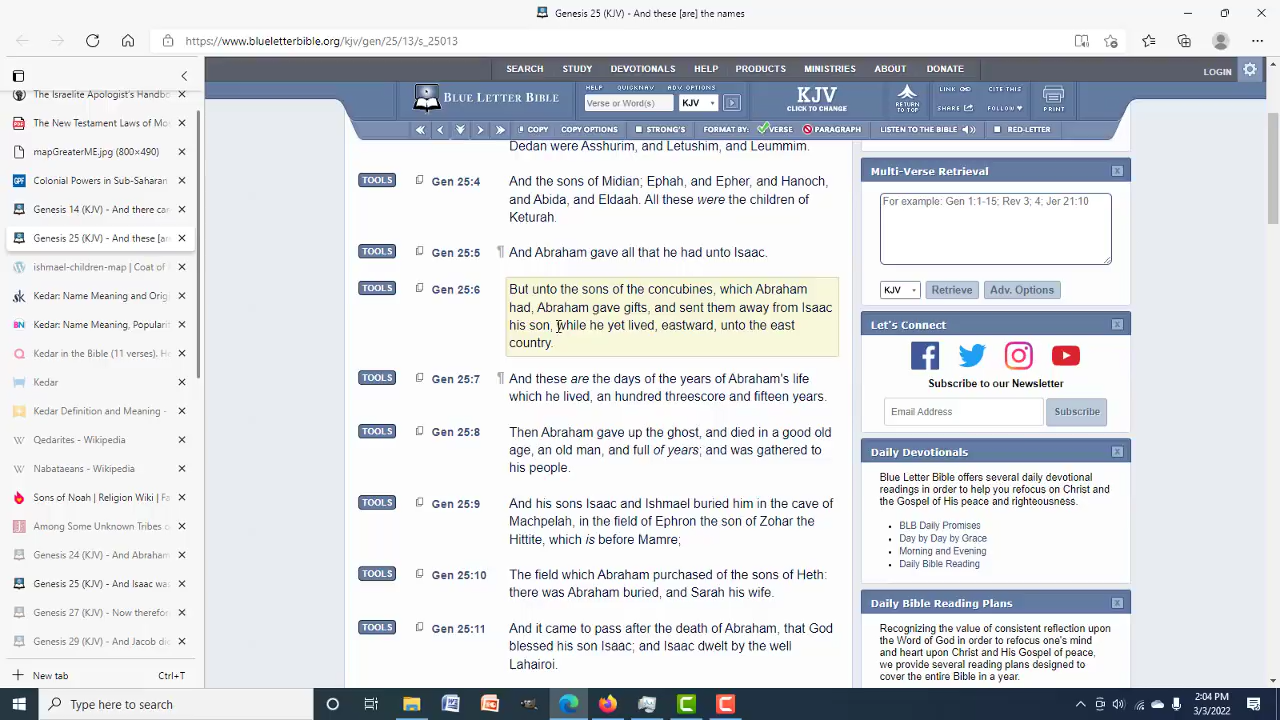 Genesis 25 (KJV) - And these [are] the names
https://www.blueletterbible.org/kjv/gen/25/13/s_25013
The Israelite Apologist's Handb
The New Testament Laws of Mo
mapGreaterME.jpg (800×490)
Colonial Powers in Sub-Saharan
Genesis 14 (KJV) - And there ca
Genesis 25 (KJV) - And these [ar
ishmael-children-map | Coat of
Kedar: Name Meaning and Orig
Kedar: Name Meaning, Popularit
Kedar in the Bible (11 verses). He
Kedar
Kedar Definition and Meaning -
Qedarites - Wikipedia
Nabataeans - Wikipedia
Sons of Noah | Religion Wiki | Fa
Among Some Unknown Tribes o
Genesis 24 (KJV) - And Abraham
Genesis 25 (KJV) - And Isaac wa
Genesis 27 (KJV) - Now therefor
Genesis 29 (KJV) - And Jacob di
New tab Ctrl+T
SEARCH STUDY DEVOTIONALS HELP PRODUCTS MINISTRIES ABOUT DONATE
LOGIN
BLUE LETTER BIBLE
HELP QUICKNAV ADV. OPTIONS
Verse or Word(s) KJV
KJV
CLICK TO CHANGE
RETURN
TO TOP
LINK CITE THIS
SHARE FOLLOW
PRINT
COPY COPY OPTIONS STRONG'S FORMAT BY: VERSE PARAGRAPH LISTEN TO THE BIBLE RED-LETTER
Dedan were Asshurim, and Letushim, and Leummim.
TOOLS Gen 25:4 And the sons of Midian; Ephah, and Epher, and Hanoch,
and Abida, and Eldaah. All these were the children of
Keturah.
TOOLS Gen 25:5 ¶ And Abraham gave all that he had unto Isaac.
TOOLS Gen 25:6 But unto the sons of the concubines, which Abraham
had, Abraham gave gifts, and sent them away from Isaac
his son, while he yet lived, eastward, unto the east
country.
TOOLS Gen 25:7 ¶ And these are the days of the years of Abraham's life
which he lived, an hundred threescore and fifteen years.
TOOLS Gen 25:8 Then Abraham gave up the ghost, and died in a good old
age, an old man, and full of years; and was gathered to
his people.
TOOLS Gen 25:9 And his sons Isaac and Ishmael buried him in the cave of
Machpelah, in the field of Ephron the son of Zohar the
Hittite, which is before Mamre;
TOOLS Gen 25:10 The field which Abraham purchased of the sons of Heth:
there was Abraham buried, and Sarah his wife.
TOOLS Gen 25:11 And it came to pass after the death of Abraham, that God
blessed his son Isaac; and Isaac dwelt by the well
Lahairoi.
Multi-Verse Retrieval
For example: Gen 1:1-15; Rev 3; 4; Jer 21:10
KJV Retrieve Adv. Options
Let's Connect
Subscribe to our Newsletter
Email Address Subscribe
Daily Devotionals
Blue Letter Bible offers several daily devotional
readings in order to help you refocus on Christ and
the Gospel of His peace and righteousness.
BLB Daily Promises
Day by Day by Grace
Morning and Evening
Daily Bible Reading
Daily Bible Reading Plans
Recognizing the value of consistent reflection upon
the Word of God in order to refocus one's mind
and heart upon Christ and His Gospel of peace,
we provide several reading plans designed to
cover the entire Bible in a year.
Type here to search
2:04 PM
3/3/2022